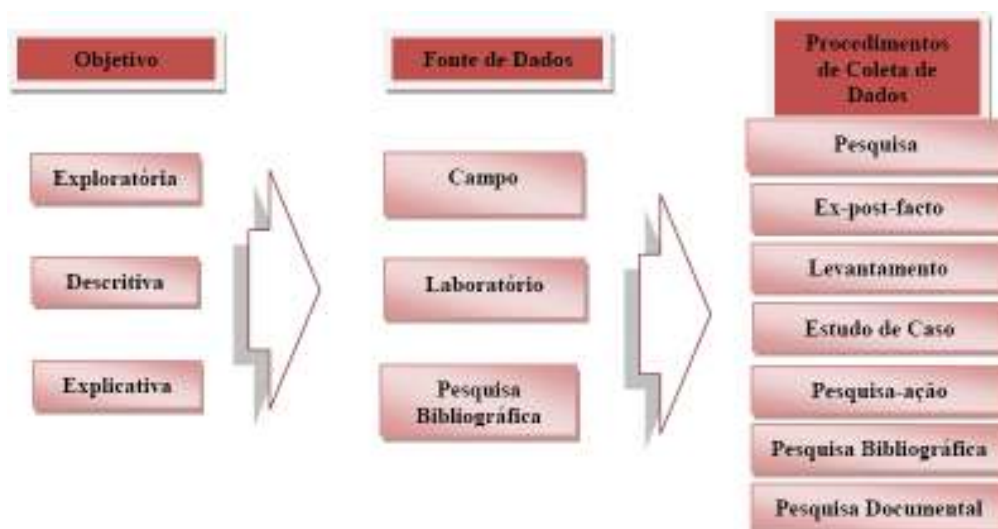 Objetivo
Exploratória
Descritiva
Explicativa
Fonte de Dados
Campo
Laboratório
Pesquisa
Bibliográfica
Procedimentos
de Coleta de
Dados
Pesquisa
Ex-post-facto
Levantamento
Estudo de Caso
Pesquisa-ação
Pesquisa Bibliográfica
Pesquisa Documental